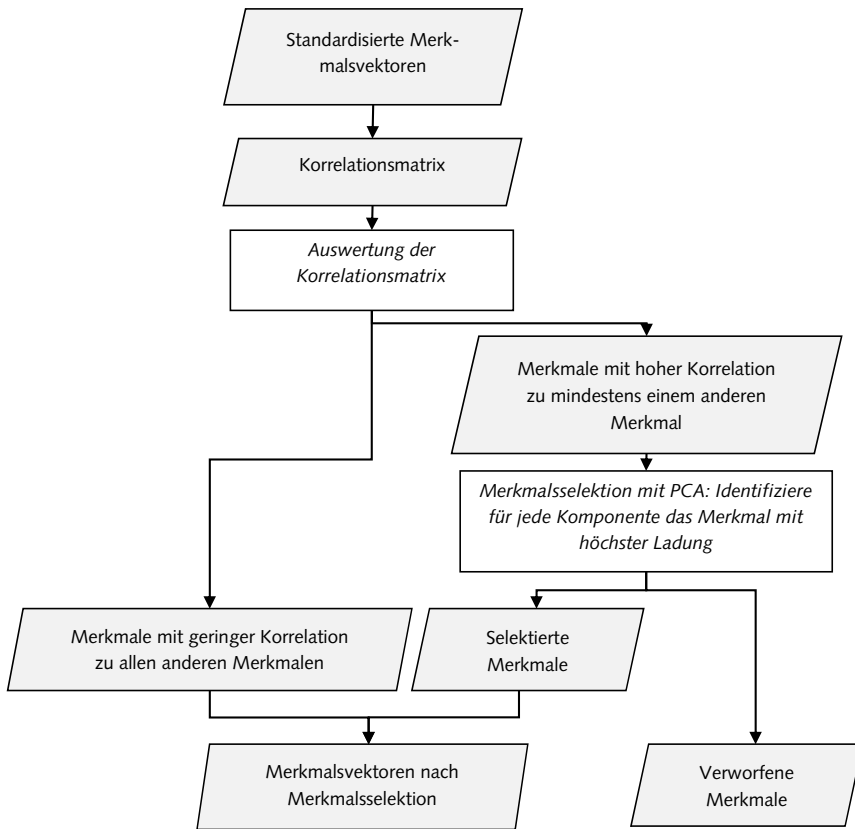 Standardisierte Merk-
malsvektoren
Korrelationsmatrix
Auswertung der
Korrelationsmatrix
Merkmale mit hoher Korrelation
zu mindestens einem anderen
Merkmal
Merkmalsselektion mit PCA: Identifiziere
für jede Komponente das Merkmal mit
höchster Ladung
Merkmale mit geringer Korrelation
zu allen anderen Merkmalen
Selektierte
Merkmale
Merkmalsvektoren nach
Merkmalsselektion
Verworfene
Merkmale